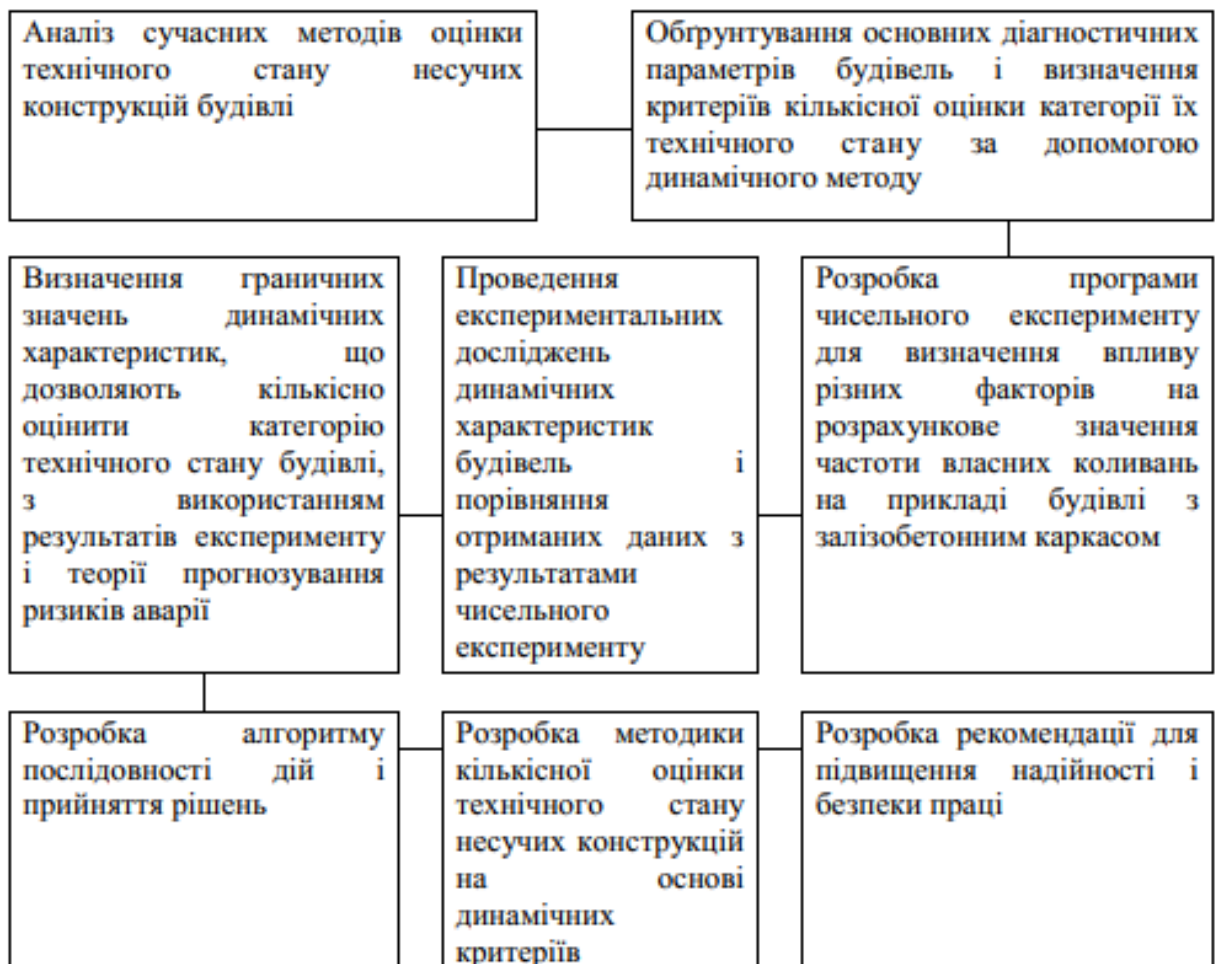 Аналіз сучасних методів оцінки
технічного стану несучих
конструкцій будівлі
Обґрунтування основних діагностичних
параметрів будівель і визначення
критеріїв кількісної оцінки категорії їх
технічного стану за допомогою
динамічного методу
Визначення граничних
значень динамічних
характеристик, що
дозволяють кількісно
оцінити категорію
технічного стану будівлі,
з використанням
результатів експерименту
і теорії прогнозування
ризиків аварії
Проведення
експериментальних
досліджень
динамічних
характеристик
будівель і
порівняння
отриманих даних з
результатами
чисельного
експерименту
Розробка програми
чисельного експерименту
для визначення впливу
різних факторів на
розрахункове значення
частоти власних коливань
на прикладі будівлі з
залізобетонним каркасом
Розробка алгоритму
послідовності дій і
прийняття рішень
Розробка методики
кількісної оцінки
технічного стану
несучих конструкцій
на основі
динамічних
критеріїв
Розробка рекомендації для
підвищення надійності і
безпеки праці